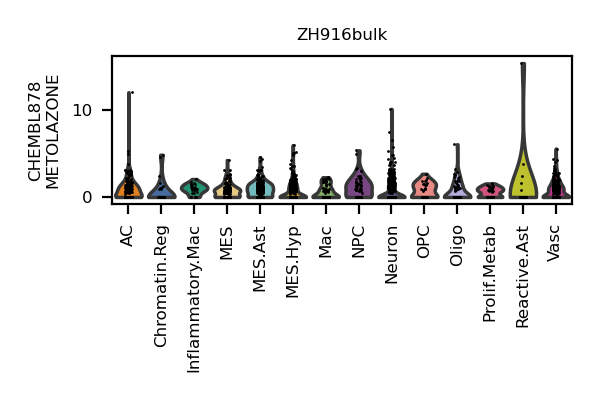 ZH916bulk
CHEMBL878
METOLAZONE
10
0
AC
Chromatin.Reg
Inflammatory.Mac
MES
MES.Ast
MES.Hyp
Mac
NPC
Neuron
OPC
Oligo
Prolif.Metab
Reactive.Ast
Vasc